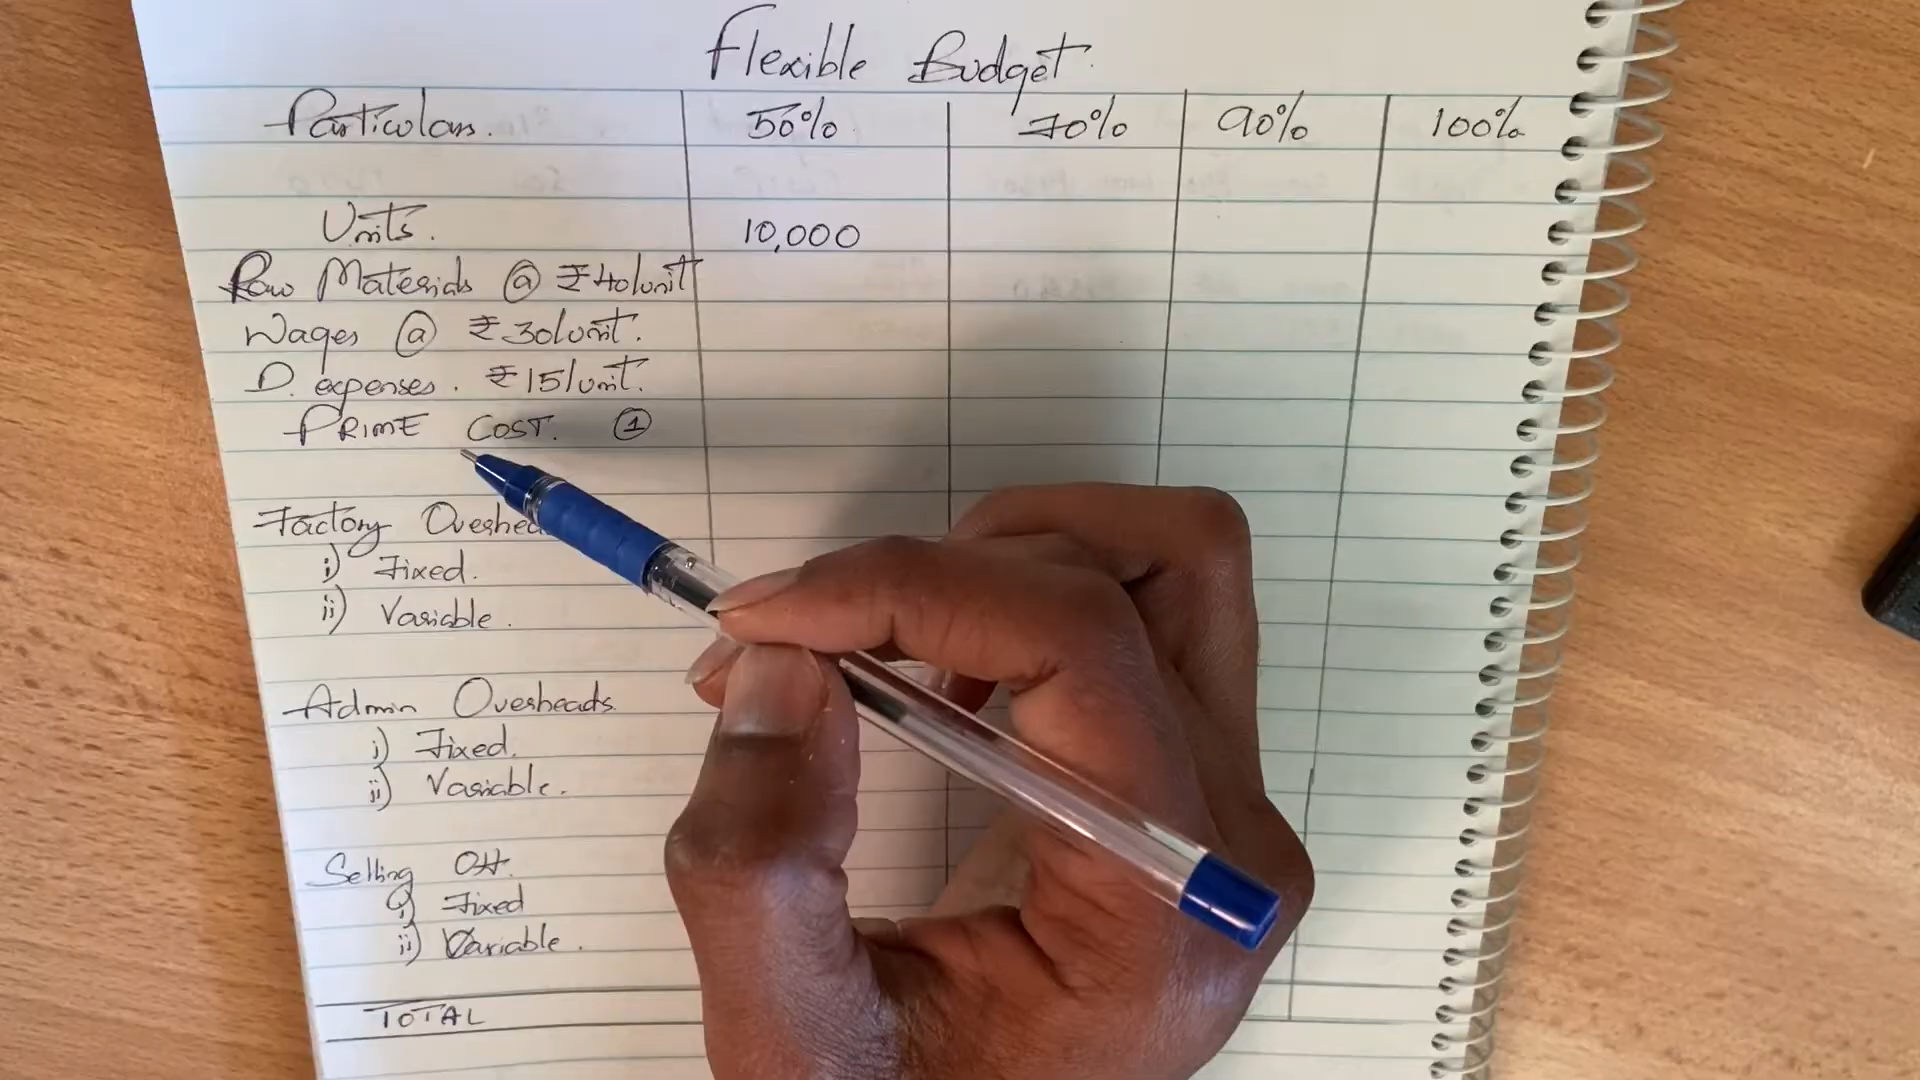 Flexible Budget.
Particulars. 50% 70% 90% 100%
Units. 10,000
Raw Materials @ ₹40/unit
Wages @ ₹30/unit.
D. expenses. ₹15/unit.
PRIME COST. ①
Factory
i) Fixed.
ii) Variable.
Admin Overheads
i) Fixed.
ii) Variable.
Selling OH.
i) Fixed
ii) Variable.
TOTAL